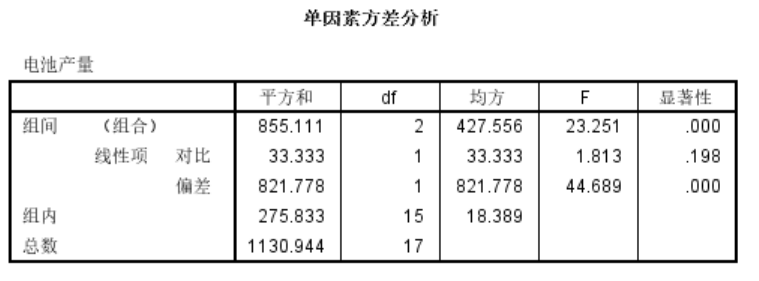 单因素方差分析
电池产量
平方和 df 均方 F 显著性
组间 （组合） 855.111 2 427.556 23.251 .000
线性项 对比 33.333 1 33.333 1.813 .198
偏差 821.778 1 821.778 44.689 .000
组内 275.833 15 18.389
总数 1130.944 17